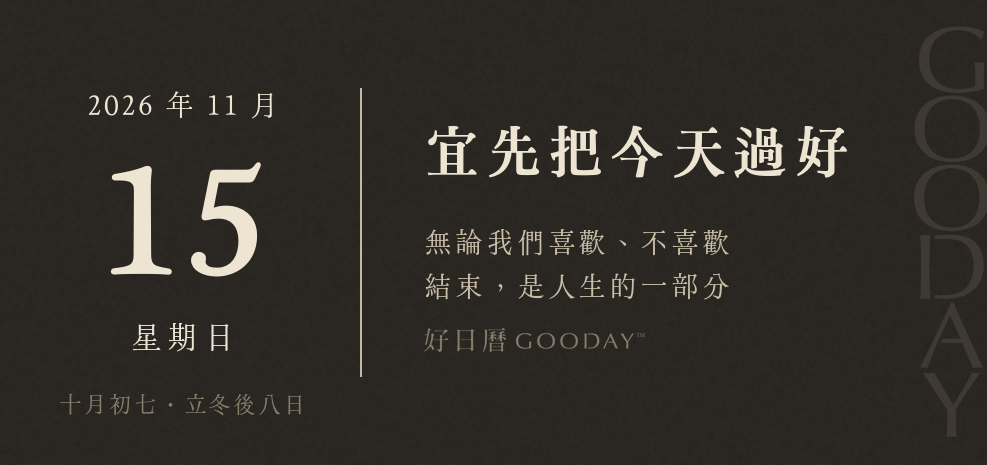 2026 年 11 月
15
星期日
十月初七・立冬後八日
宜先把今天過好
無論我們喜歡、不喜歡
結束，是人生的一部分
好日曆 GOODAY™
GOODAY